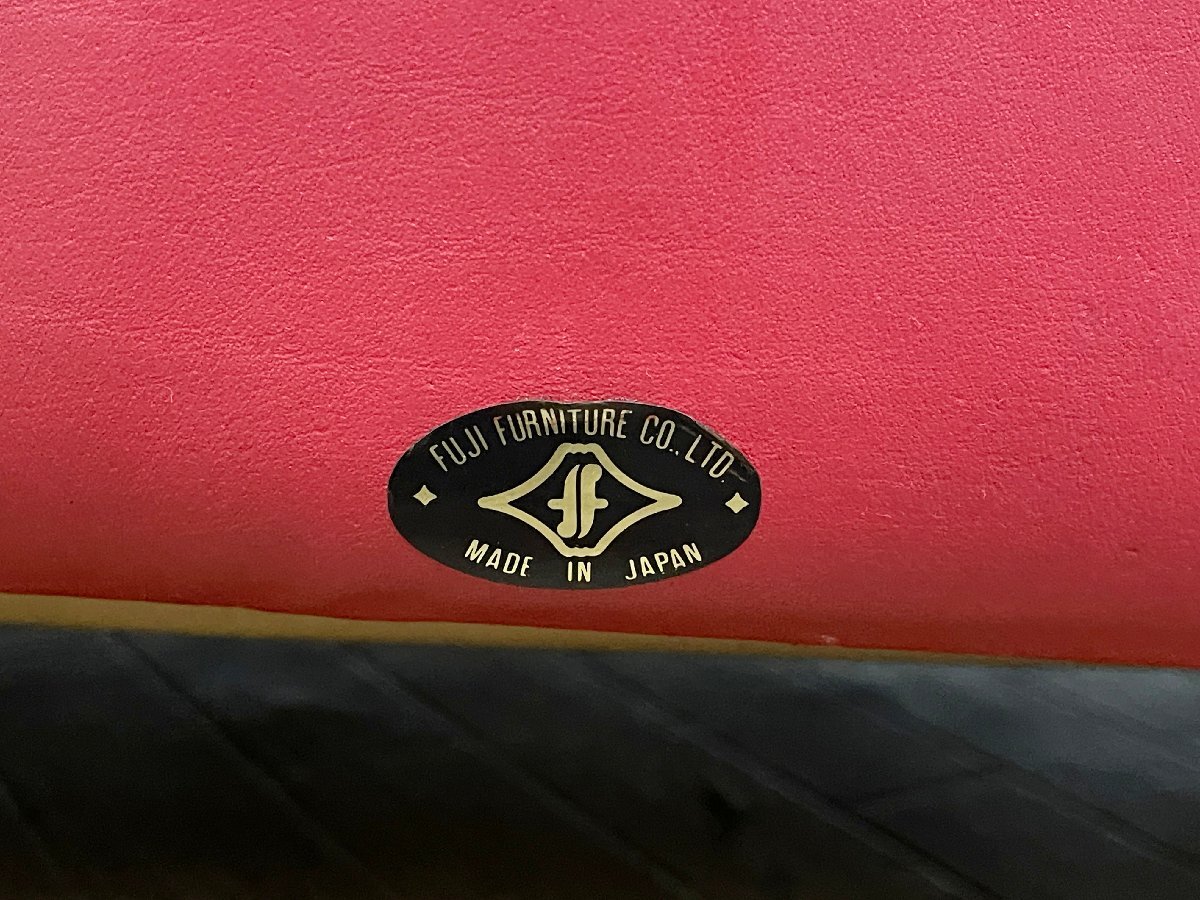 FUJI FURNITURE CO., LTD.
f
MADE IN JAPAN